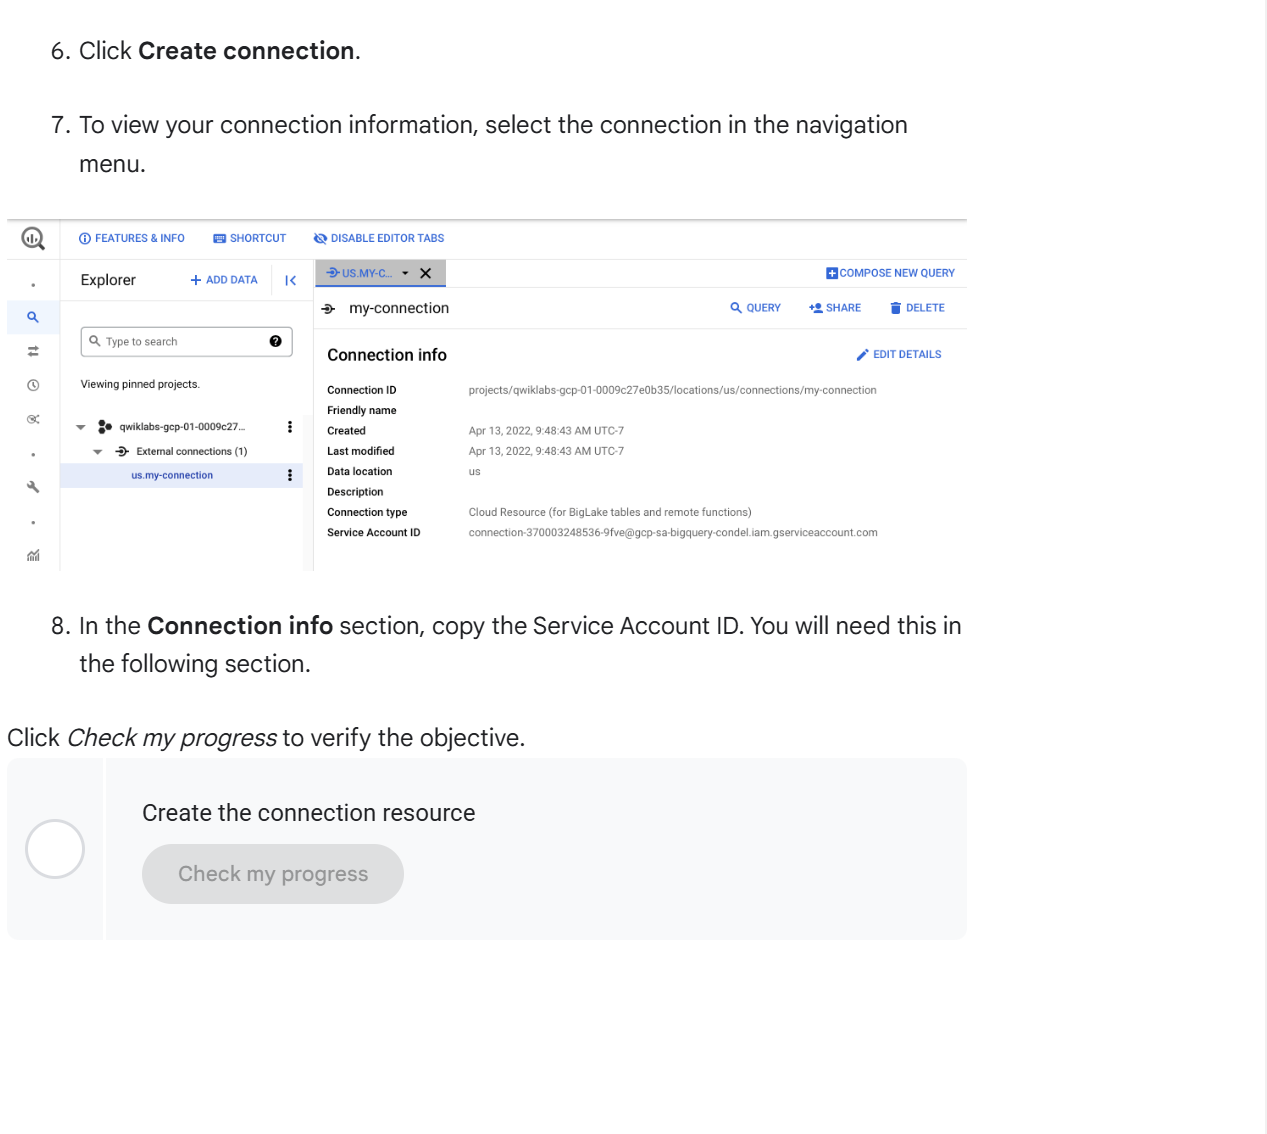 6. Click Create connection.
7. To view your connection information, select the connection in the navigation
menu.
FEATURES & INFO SHORTCUT DISABLE EDITOR TABS
Explorer + ADD DATA US.MY-C... COMPOSE NEW QUERY
my-connection QUERY SHARE DELETE
Type to search
Connection info EDIT DETAILS
Viewing pinned projects.
Connection ID projects/qwiklabs-gcp-01-0009c27e0b35/locations/us/connections/my-connection
Friendly name
qwiklabs-gcp-01-0009c27...
Created Apr 13, 2022, 9:48:43 AM UTC-7
External connections (1)
Last modified Apr 13, 2022, 9:48:43 AM UTC-7
us.my-connection
Data location us
Description
Connection type Cloud Resource (for BigLake tables and remote functions)
Service Account ID connection-370003248536-9fve@gcp-sa-bigquery-condel.iam.gserviceaccount.com
8. In the Connection info section, copy the Service Account ID. You will need this in
the following section.
Click Check my progress to verify the objective.
Create the connection resource
Check my progress